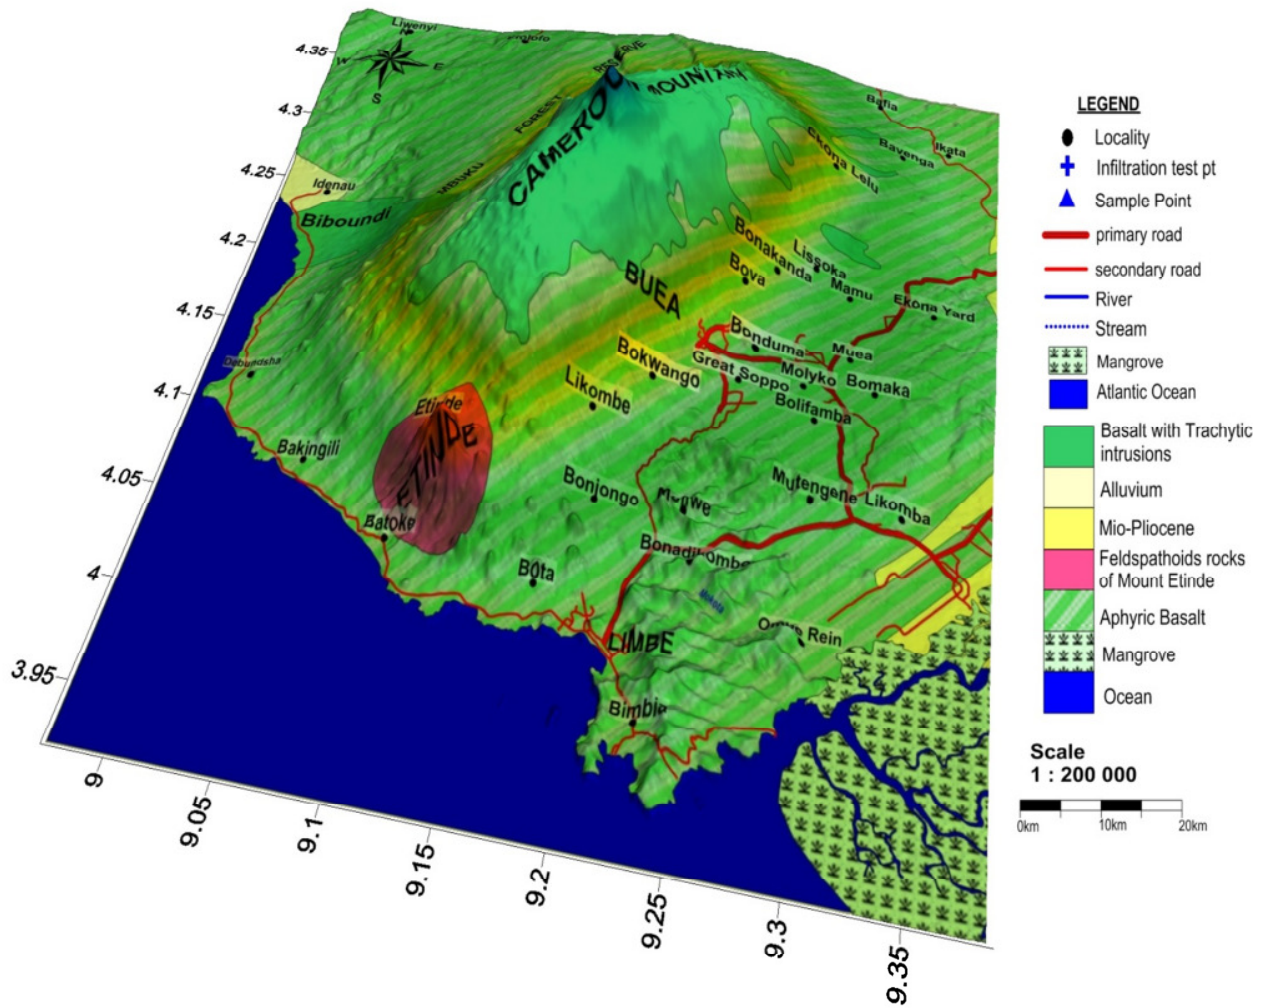 Liwenyi
N
W
E
S
4.35
4.3
4.25
4.2
4.15
4.1
4.05
4
3.95
RESERVE
FOREST
MBUKU
CAMEROON
MOUNTAIN
Bafia
Ikata
Bavenga
Ekona Lelu
Idenau
Biboundi
Bonakanda
Lissoka
Bova
Mamu
BUEA
Ekona Yard
Bonduma
Muea
Great Soppo
Molyko
Bomaka
Bokwango
Bolifamba
Likombe
Debundsha
Etinde
ETINDE
Bakingili
Batoke
Bonjongo
Mutengene
Likomba
Bota
LIMBE
Rein
Bimbia
9
9.05
9.1
9.15
9.2
9.25
9.3
9.35
LEGEND
Locality
Infiltration test pt
Sample Point
primary road
secondary road
River
Stream
Mangrove
Atlantic Ocean
Basalt with Trachytic
intrusions
Alluvium
Mio-Pliocene
Feldspathoids rocks
of Mount Etinde
Aphyric Basalt
Mangrove
Ocean
Scale
1 : 200 000
0km
10km
20km